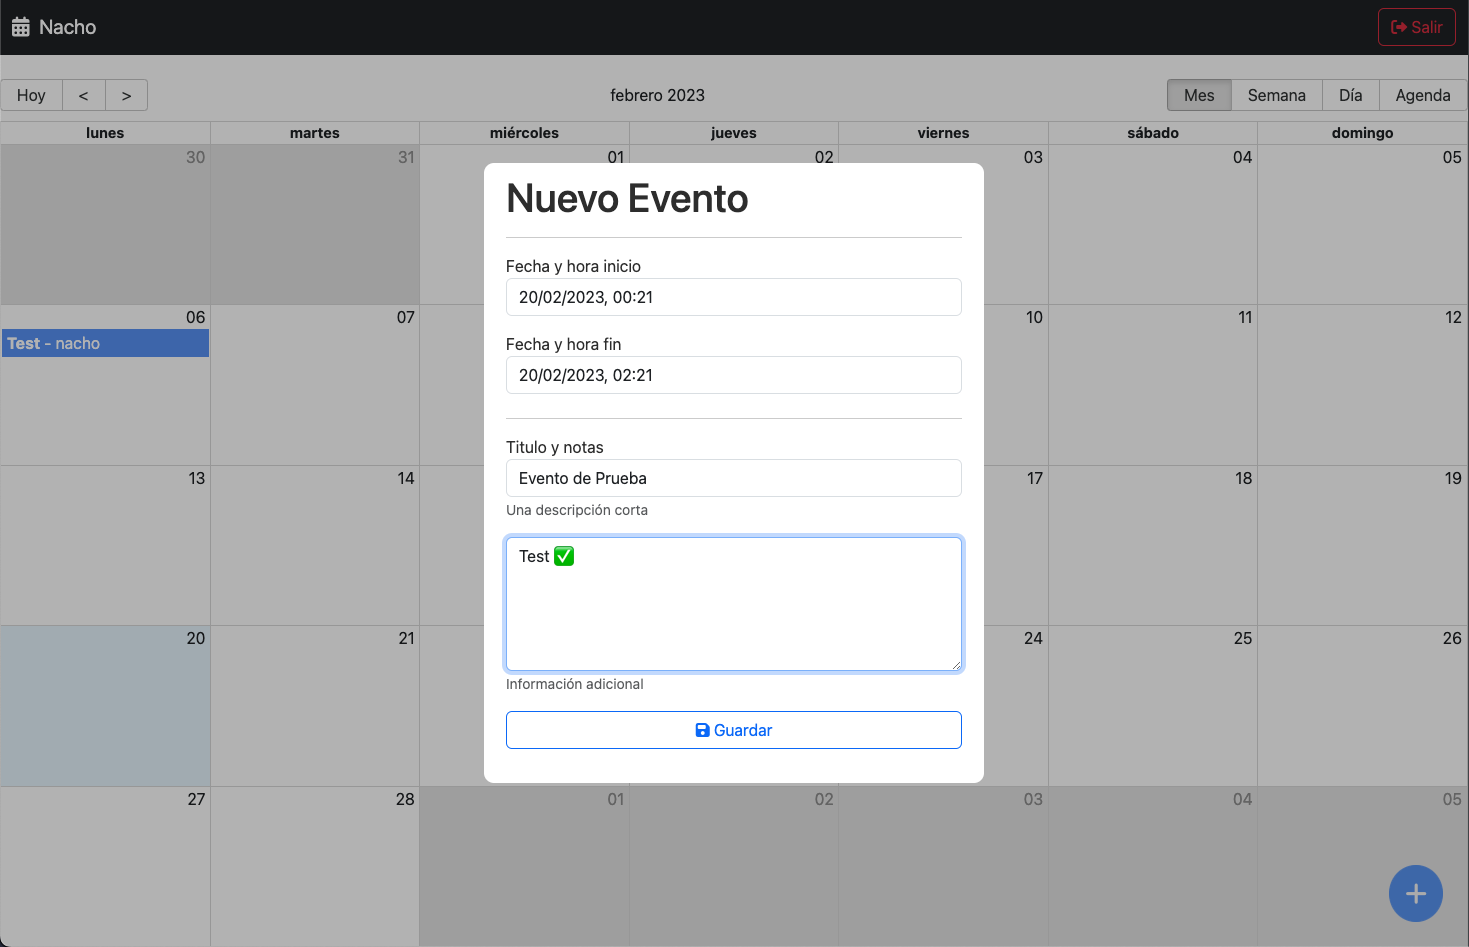 Nacho Salir
Hoy < > febrero 2023 Mes Semana Día Agenda
lunes martes miércoles jueves viernes sábado domingo
30 31 01 02 03 04 05
Nuevo Evento
Fecha y hora inicio
20/02/2023, 00:21
06 07 10 11 12
Test - nacho
Fecha y hora fin
20/02/2023, 02:21
Titulo y notas
13 14 17 18 19
Evento de Prueba
Una descripción corta
Test ✅
20 21 24 25 26
Información adicional
Guardar
27 28 01 02 03 04 05
+